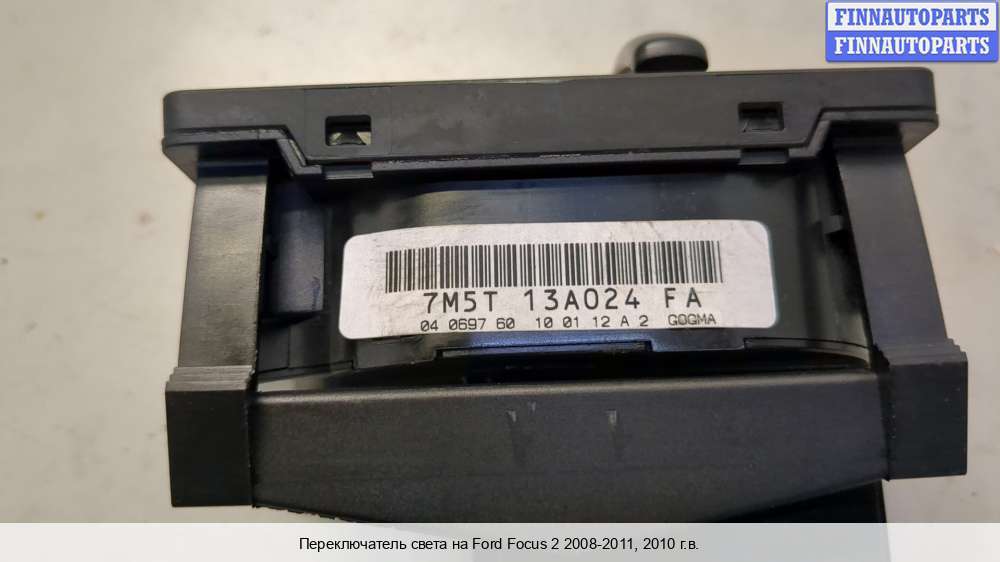 FINNAUTOPARTS
FINNAUTOPARTS
7M5T 13A024 FA
04 0697 60 10 01 12 A 2 GOGMA
Переключатель света на Ford Focus 2 2008-2011, 2010 г.в.